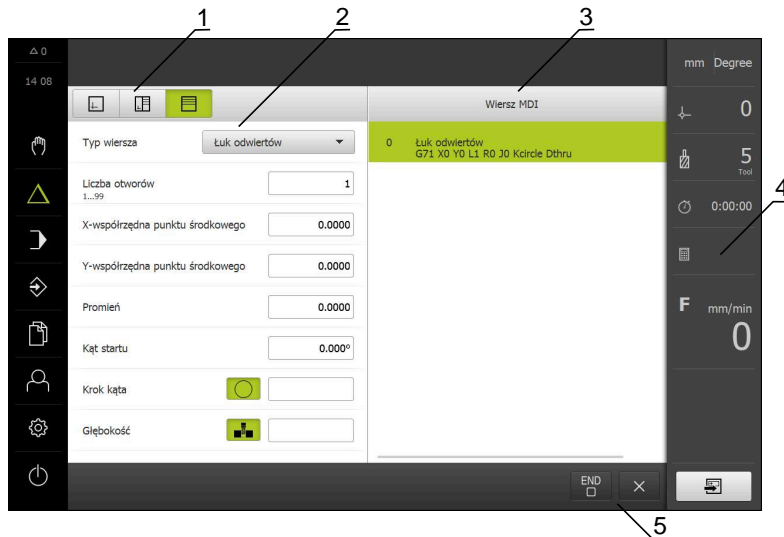 1
2
3
0
14 08
mm Degree
Wiersz MDI
0
Typ wiersza
Łuk odwiertów
0 Łuk odwiertów
G71 X0 Y0 L1 R0 J0 Kcircle Dthru
5
Tool
Liczba otworów
1...99
1
4
0:00:00
X-współrzędna punktu środkowego
0.0000
Y-współrzędna punktu środkowego
0.0000
Promień
0.0000
F mm/min
0
Kąt startu
0.000°
Krok kąta
Głębokość
END
5